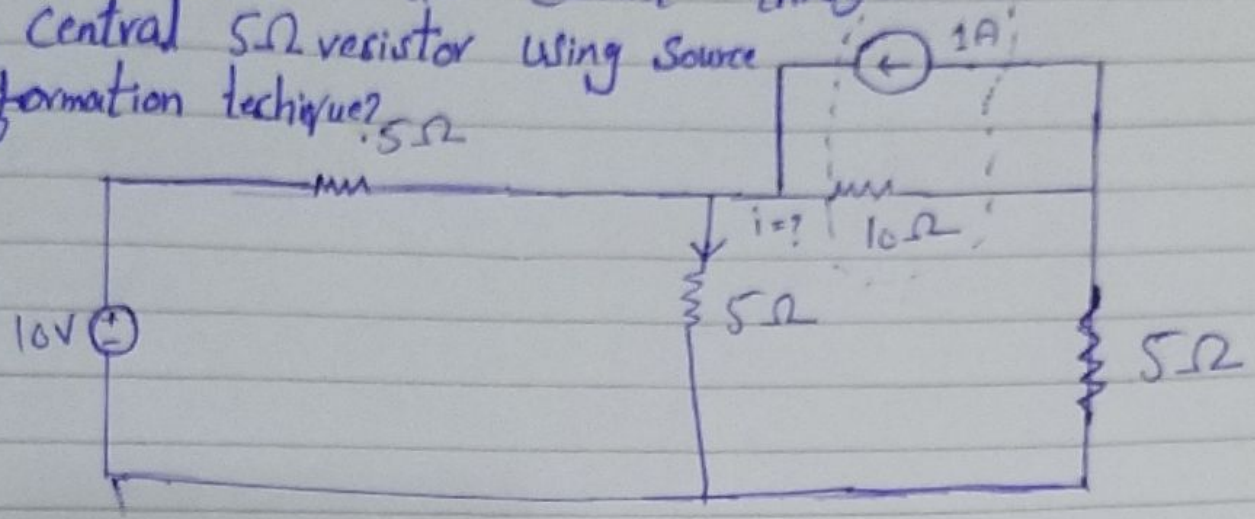 Central 5Ω resistor using Source
formation techique?
5Ω
1A
i=?
10Ω
5Ω
10V
5Ω